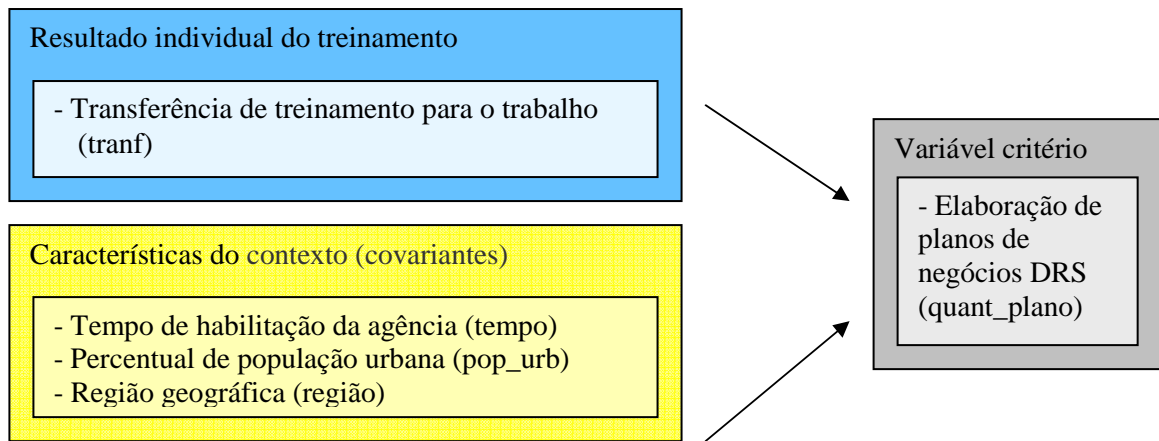 Resultado individual do treinamento
- Transferência de treinamento para o trabalho
(tranf)
Características do contexto (covariantes)
- Tempo de habilitação da agência (tempo)
- Percentual de população urbana (pop_urb)
- Região geográfica (região)
Variável critério
- Elaboração de
planos de
negócios DRS
(quant_plano)